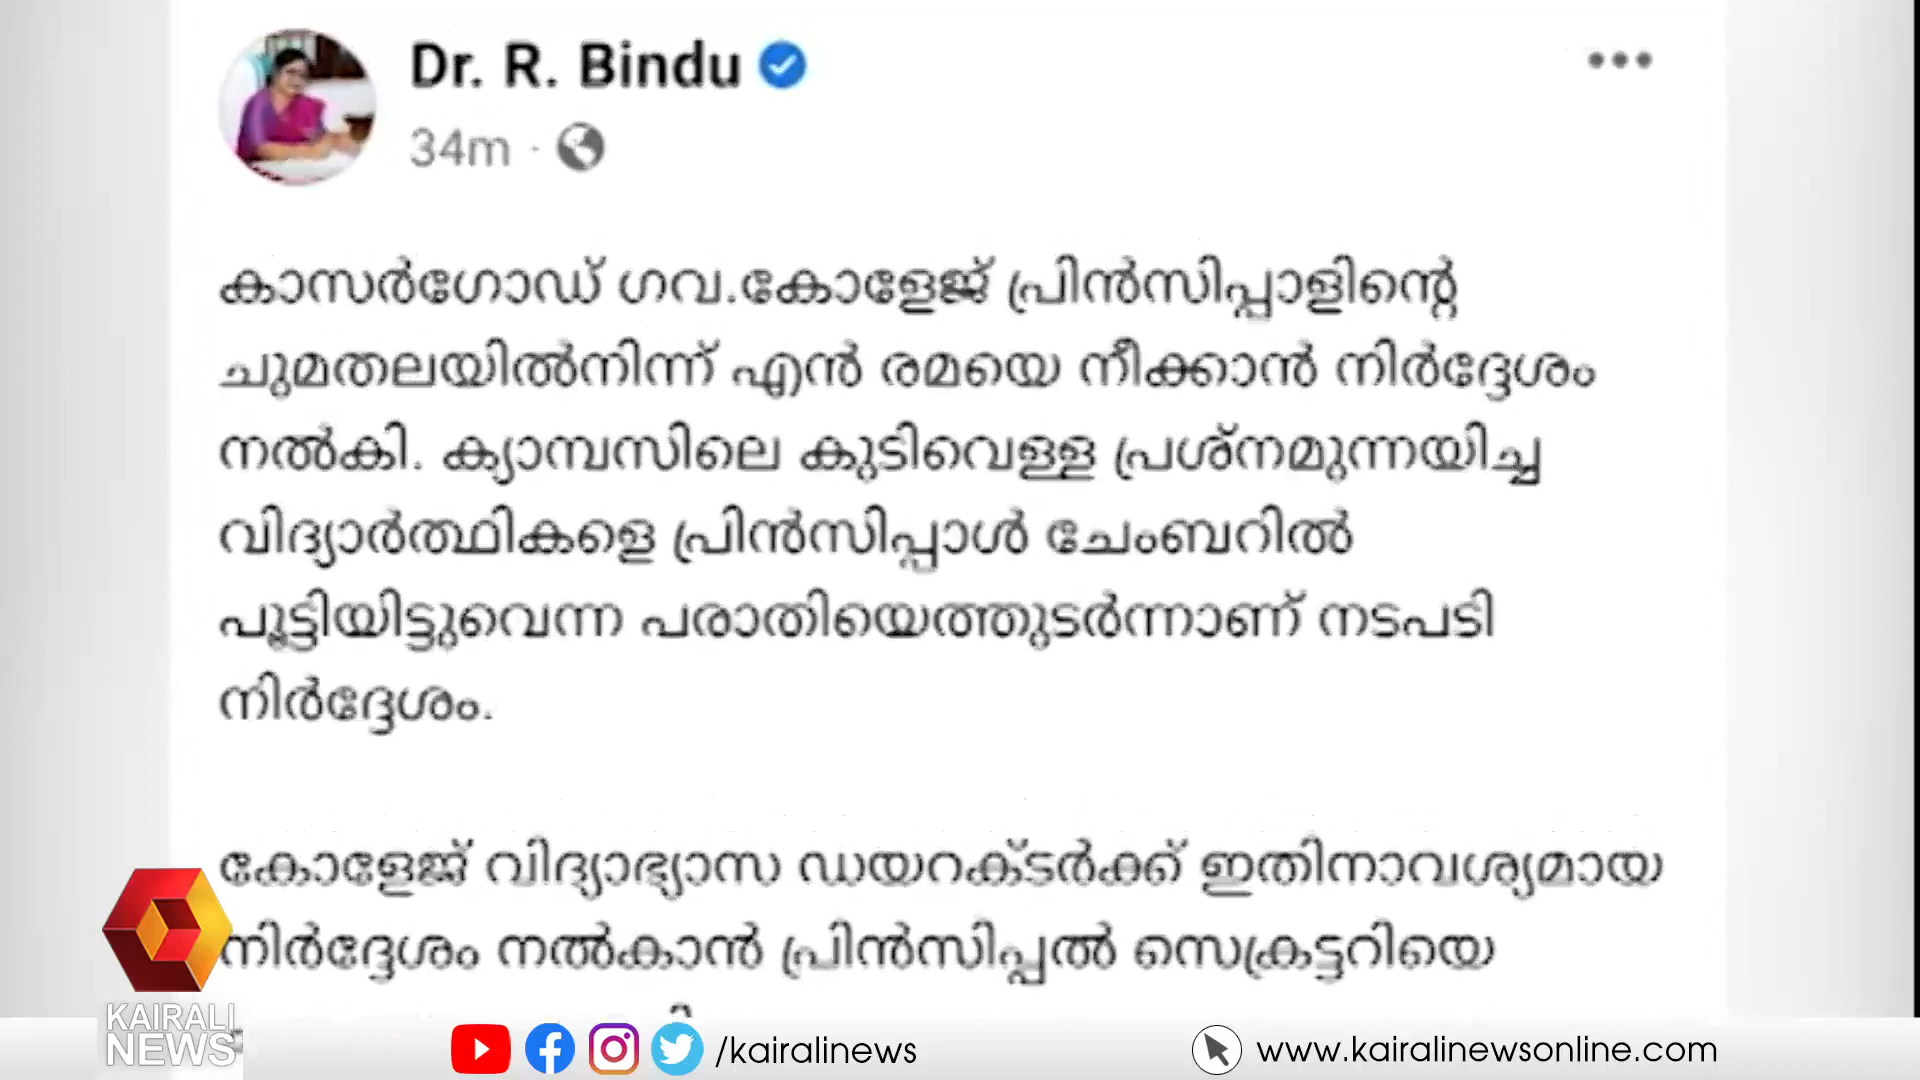 Dr. R. Bindu
34m ·
കാസർഗോഡ് ഗവ.കോളേജ് പ്രിൻസിപ്പാളിന്റെ
ചുമതലയിൽനിന്ന് എൻ രമയെ നീക്കാൻ നിർദ്ദേശം
നൽകി. ക്യാമ്പസിലെ കുടിവെള്ള പ്രശ്നമുന്നയിച്ച
വിദ്യാർത്ഥികളെ പ്രിൻസിപ്പാൾ ചേംബറിൽ
പൂട്ടിയിട്ടുവെന്ന പരാതിയെത്തുടർന്നാണ് നടപടി
നിർദ്ദേശം.
കോളേജ് വിദ്യാഭ്യാസ ഡയറക്ടർക്ക് ഇതിനാവശ്യമായ
നിർദ്ദേശം നൽകാൻ പ്രിൻസിപ്പൽ സെക്രട്ടറിയെ
KAIRALI
NEWS
/kairalinews
www.kairalinewsonline.com